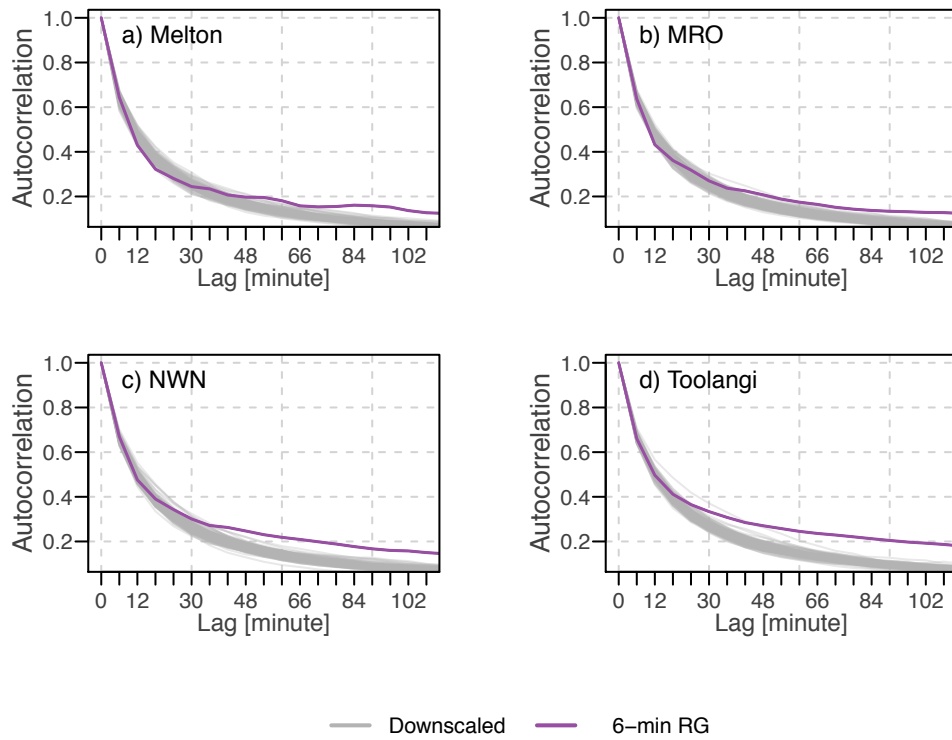 a) Melton
Autocorrelation
1.0
0.8
0.6
0.4
0.2
0 12 30 48 66 84 102
Lag [minute]
b) MRO
Autocorrelation
1.0
0.8
0.6
0.4
0.2
0 12 30 48 66 84 102
Lag [minute]
c) NWN
Autocorrelation
1.0
0.8
0.6
0.4
0.2
0 12 30 48 66 84 102
Lag [minute]
d) Toolangi
Autocorrelation
1.0
0.8
0.6
0.4
0.2
0 12 30 48 66 84 102
Lag [minute]
Downscaled 6−min RG